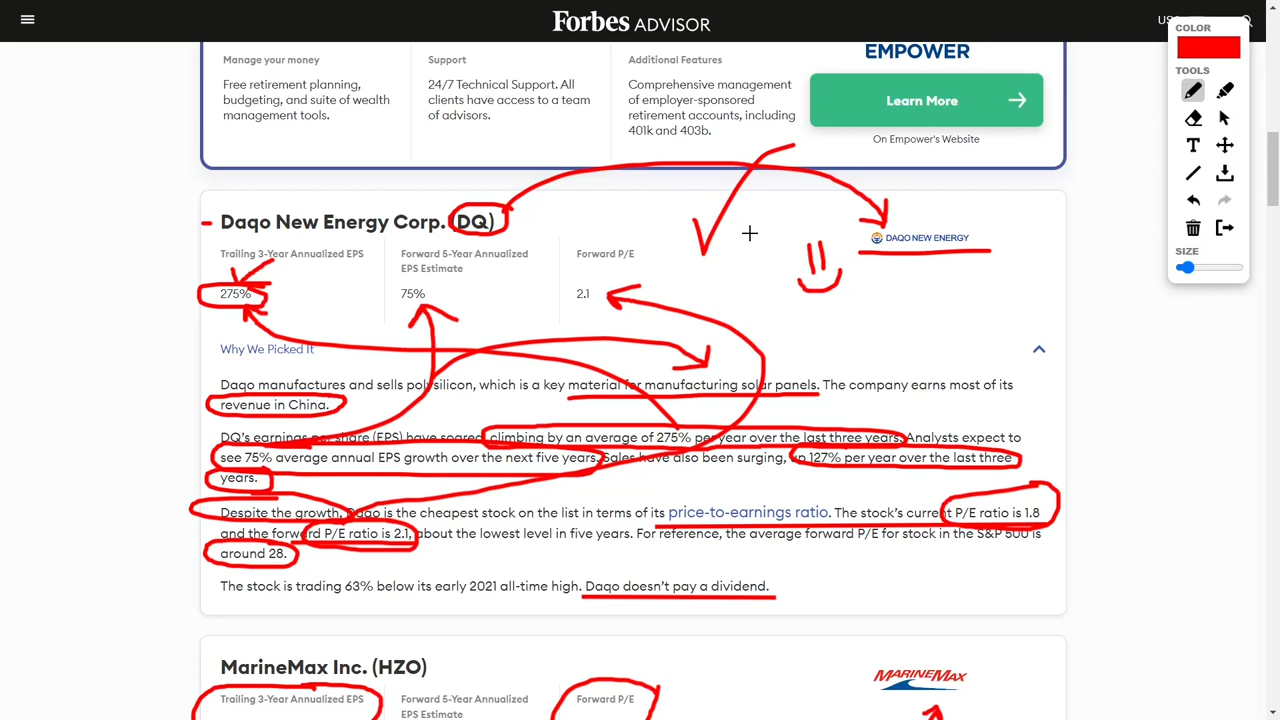 Forbes ADVISOR
US
COLOR
TOOLS
SIZE
EMPOWER
Manage your money
Support
Additional Features
Free retirement planning, budgeting, and suite of wealth management tools.
24/7 Technical Support. All clients have access to a team of advisors.
Comprehensive management of employer-sponsored retirement accounts, including 401k and 403b.
Learn More
On Empower's Website
Daqo New Energy Corp. (DQ)
DAQO NEW ENERGY
Trailing 3-Year Annualized EPS
Forward 5-Year Annualized EPS Estimate
Forward P/E
275%
75%
2.1
Why We Picked It
Daqo manufactures and sells polysilicon, which is a key material for manufacturing solar panels. The company earns most of its
revenue in China.
DQ's earnings per share (EPS) have soared, climbing by an average of 275% per year over the last three years. Analysts expect to
see 75% average annual EPS growth over the next five years. Sales have also been surging, up 127% per year over the last three
years.
Despite the growth, Daqo is the cheapest stock on the list in terms of its price-to-earnings ratio. The stock's current P/E ratio is 1.8
and the forward P/E ratio is 2.1, about the lowest level in five years. For reference, the average forward P/E for stock in the S&P 500 is
around 28.
The stock is trading 63% below its early 2021 all-time high. Daqo doesn't pay a dividend.
MarineMax Inc. (HZO)
MARINEMAX
Trailing 3-Year Annualized EPS
Forward 5-Year Annualized EPS Estimate
Forward P/E